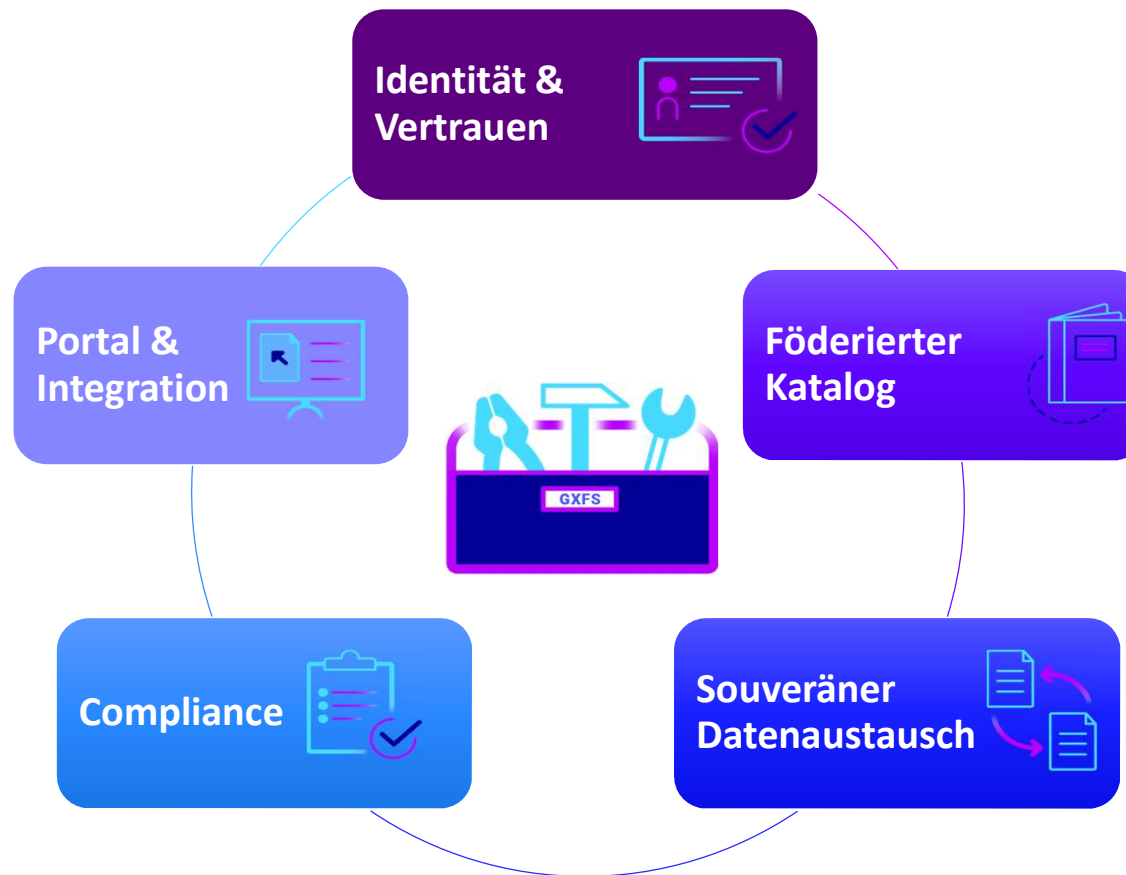 Identität &
Vertrauen
Portal &
Integration
Föderierter
Katalog
GXFS
Compliance
Souveräner
Datenaustausch